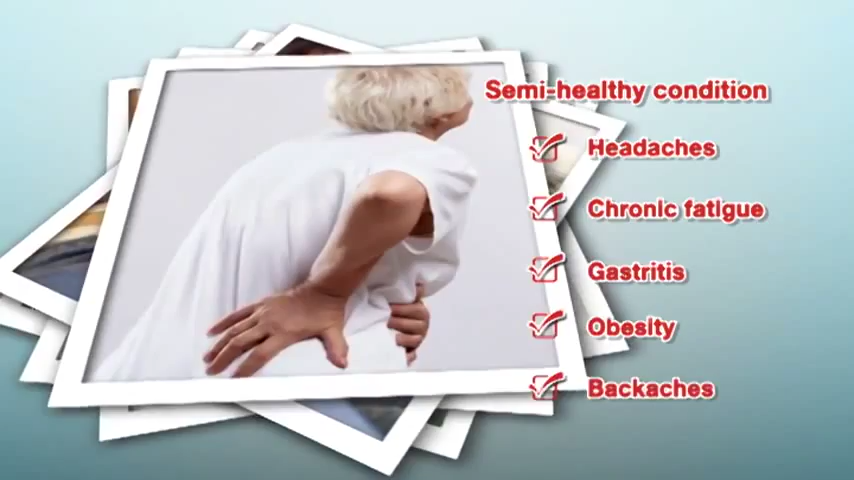 Semi-healthy condition
Headaches
Chronic fatigue
Gastritis
Obesity
Backaches